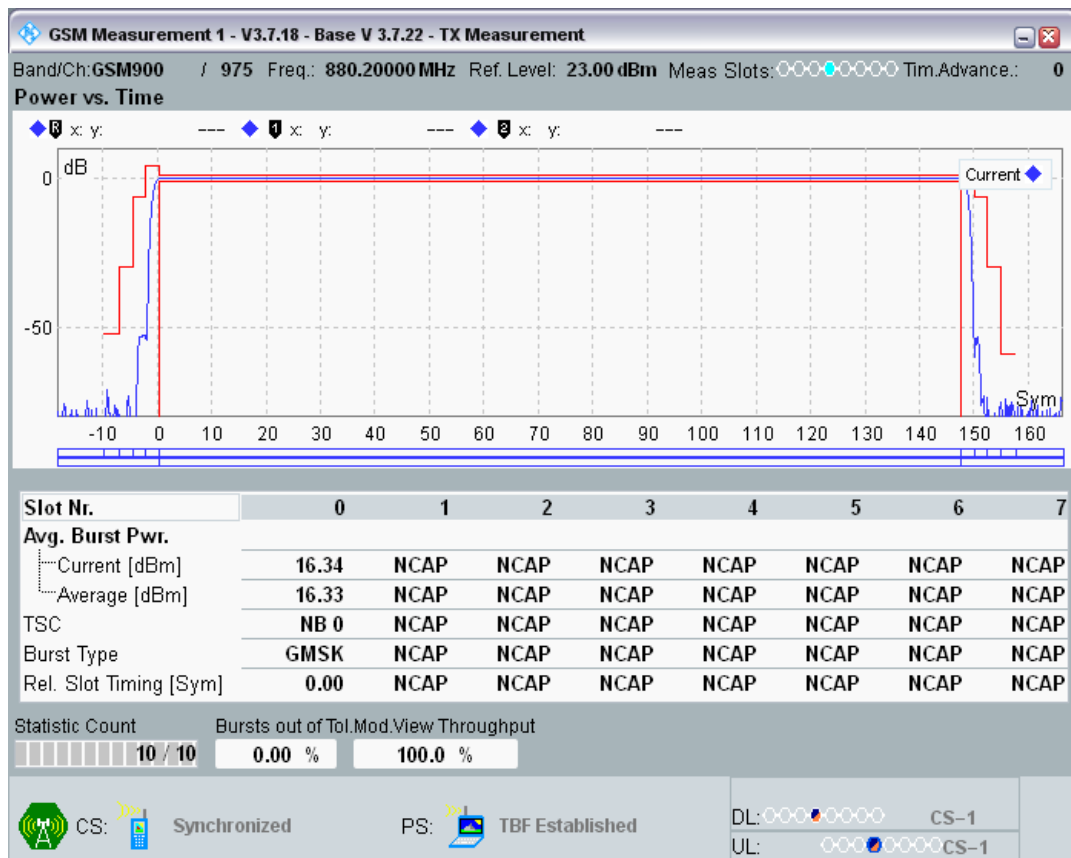 GSM Measurement 1 - V3.7.18 - Base V 3.7.22 - TX Measurement
Band/Ch:GSM900 / 975 Freq.: 880.20000 MHz Ref. Level: 23.00 dBm Meas Slots: Tim.Advance.: 0
Power vs. Time
R x: y: --- 1 x: y: --- 2 x: y: ---
dB
Current
0
-50
Sym
-10 0 10 20 30 40 50 60 70 80 90 100 110 120 130 140 150 160
Slot Nr. 0 1 2 3 4 5 6 7
Avg. Burst Pwr.
Current [dBm] 16.34 NCAP NCAP NCAP NCAP NCAP NCAP NCAP
Average [dBm] 16.33 NCAP NCAP NCAP NCAP NCAP NCAP NCAP
TSC NB 0 NCAP NCAP NCAP NCAP NCAP NCAP NCAP
Burst Type GMSK NCAP NCAP NCAP NCAP NCAP NCAP NCAP
Rel. Slot Timing [Sym] 0.00 NCAP NCAP NCAP NCAP NCAP NCAP NCAP
Statistic Count Bursts out of Tol.Mod.View Throughput
10 / 10 0.00 % 100.0 %
CS: Synchronized PS: TBF Established
DL: CS-1
UL: CS-1